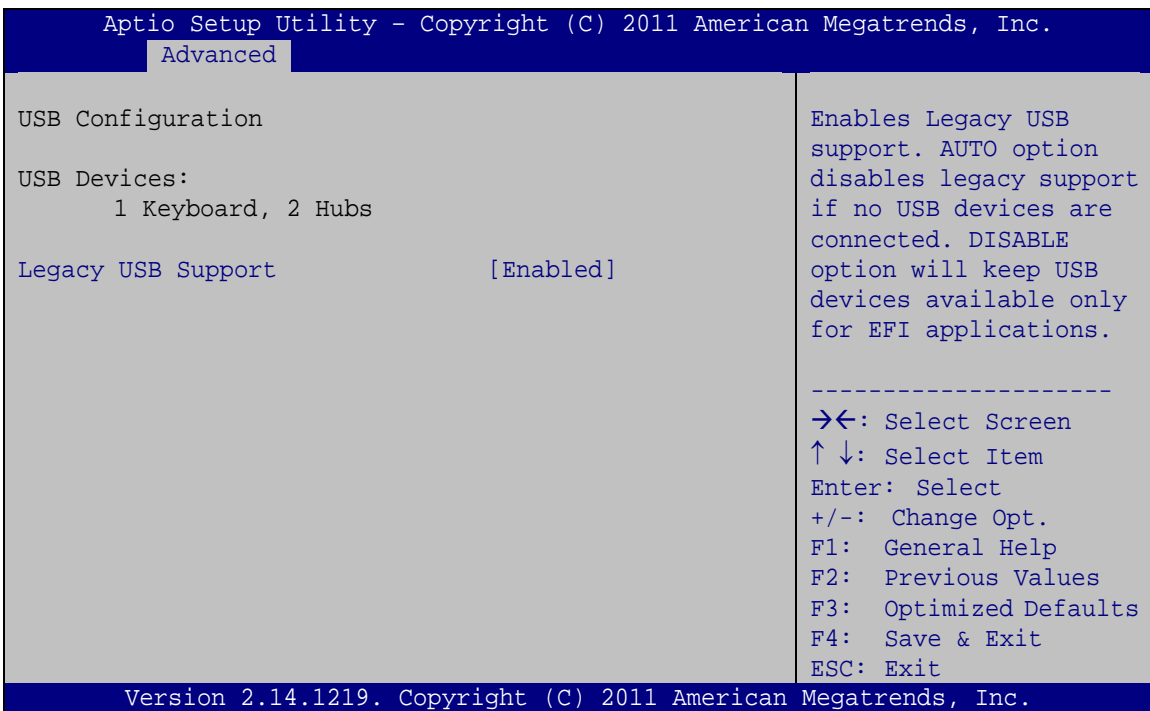 Aptio Setup Utility – Copyright (C) 2011 American Megatrends, Inc.
Advanced
USB Configuration
USB Devices:
1 Keyboard, 2 Hubs
Legacy USB Support [Enabled]
Enables Legacy USB
support. AUTO option
disables legacy support
if no USB devices are
connected. DISABLE
option will keep USB
devices available only
for EFI applications.
---------------------
→←: Select Screen
↑ ↓: Select Item
Enter: Select
+/-: Change Opt.
F1: General Help
F2: Previous Values
F3: Optimized Defaults
F4: Save & Exit
ESC: Exit
Version 2.14.1219. Copyright (C) 2011 American Megatrends, Inc.